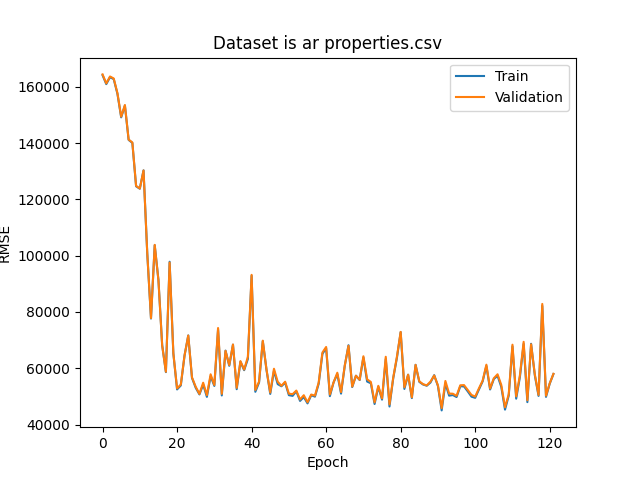 Dataset is ar properties.csv
Train
Validation
RMSE
160000
140000
120000
100000
80000
60000
40000
0 20 40 60 80 100 120
Epoch